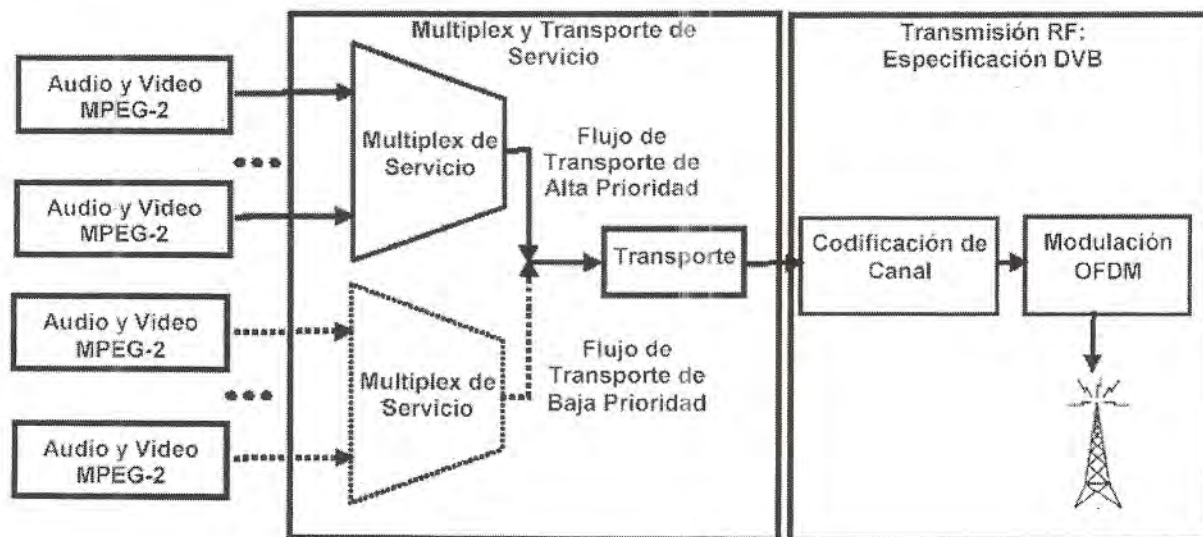 Multiplex y Transporte de
Servicio
Transmisión RF:
Especificación DVB
Audio y Video
MPEG-2
Audio y Video
MPEG-2
Audio y Video
MPEG-2
Audio y Video
MPEG-2
Multiplex de
Servicio
Flujo de
Transporte de
Alta Prioridad
Multiplex de
Servicio
Flujo de
Transporte de
Baja Prioridad
Transporte
Codificación de
Canal
Modulación
OFDM